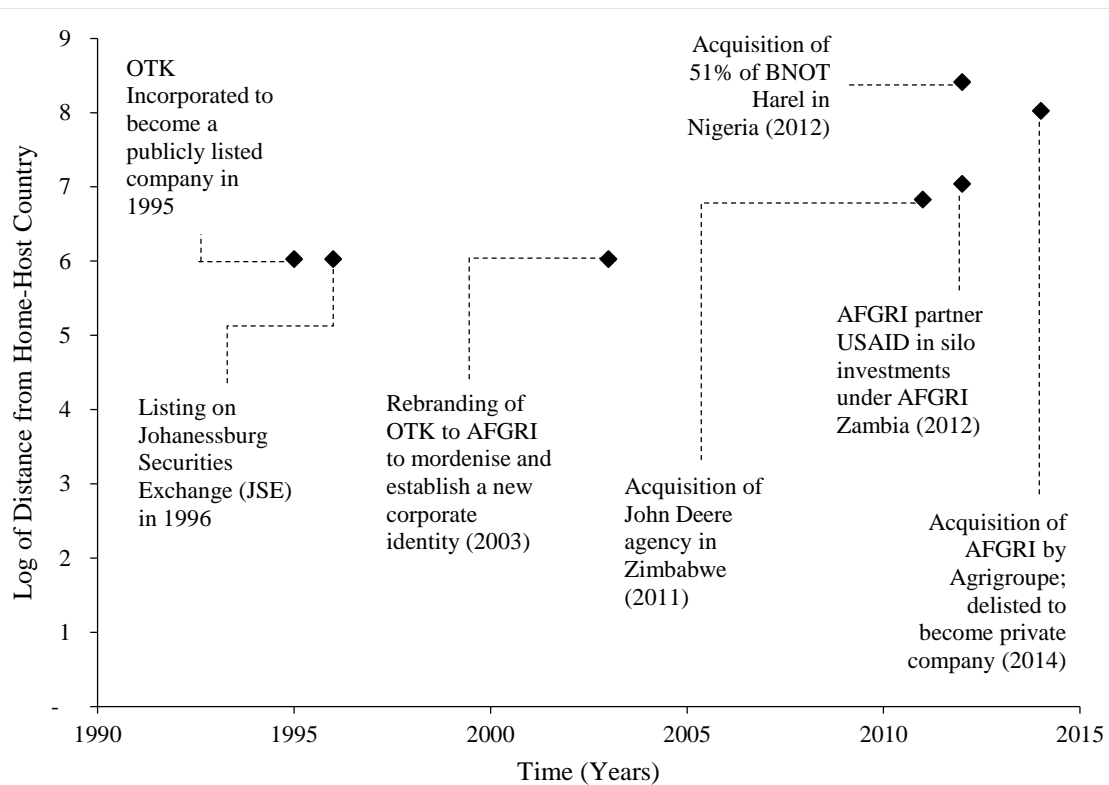 9
8
7
6
5
4
3
2
1
-
Log of Distance from Home-Host Country
OTK
Incorporated to
become a
publicly listed
company in
1995
Listing on
Johanessburg
Securities
Exchange (JSE)
in 1996
Rebranding of
OTK to AFGRI
to mordenise and
establish a new
corporate
identity (2003)
Acquisition of
John Deere
agency in
Zimbabwe
(2011)
Acquisition of
51% of BNOT
Harel in
Nigeria (2012)
AFGRI partner
USAID in silo
investments
under AFGRI
Zambia (2012)
Acquisition of
AFGRI by
Agrigroupe;
delisted to
become private
company (2014)
1990
1995
2000
2005
2010
2015
Time (Years)